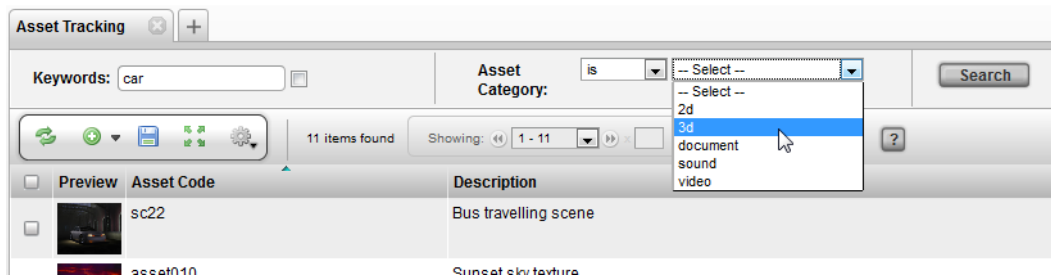 Asset Tracking
Keywords: car
Asset Category: is -- Select --
Search
-- Select --
2d
3d
document
sound
video
11 items found
Showing: 1 - 11 x
?
Preview Asset Code Description
sc22 Bus travelling scene
asset010 Sunset sky texture